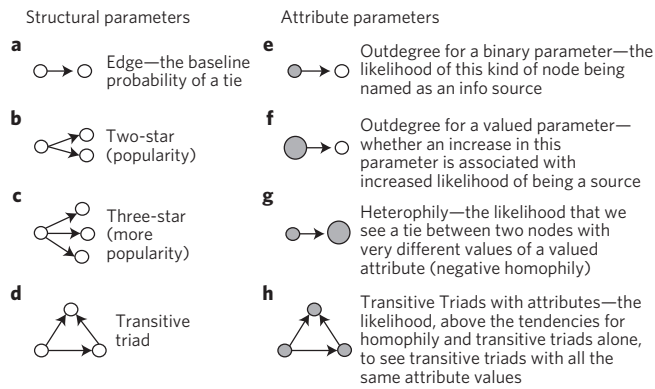 Structural parameters
a
Edge—the baseline
probability of a tie
b
Two-star
(popularity)
c
Three-star
(more
popularity)
d
Transitive
triad
Attribute parameters
e
Outdegree for a binary parameter—the
likelihood of this kind of node being
named as an info source
f
Outdegree for a valued parameter—
whether an increase in this
parameter is associated with
increased likelihood of being a source
g
Heterophily—the likelihood that we
see a tie between two nodes with
very different values of a valued
attribute (negative homophily)
h
Transitive Triads with attributes—the
likelihood, above the tendencies for
homophily and transitive triads alone,
to see transitive triads with all the
same attribute values